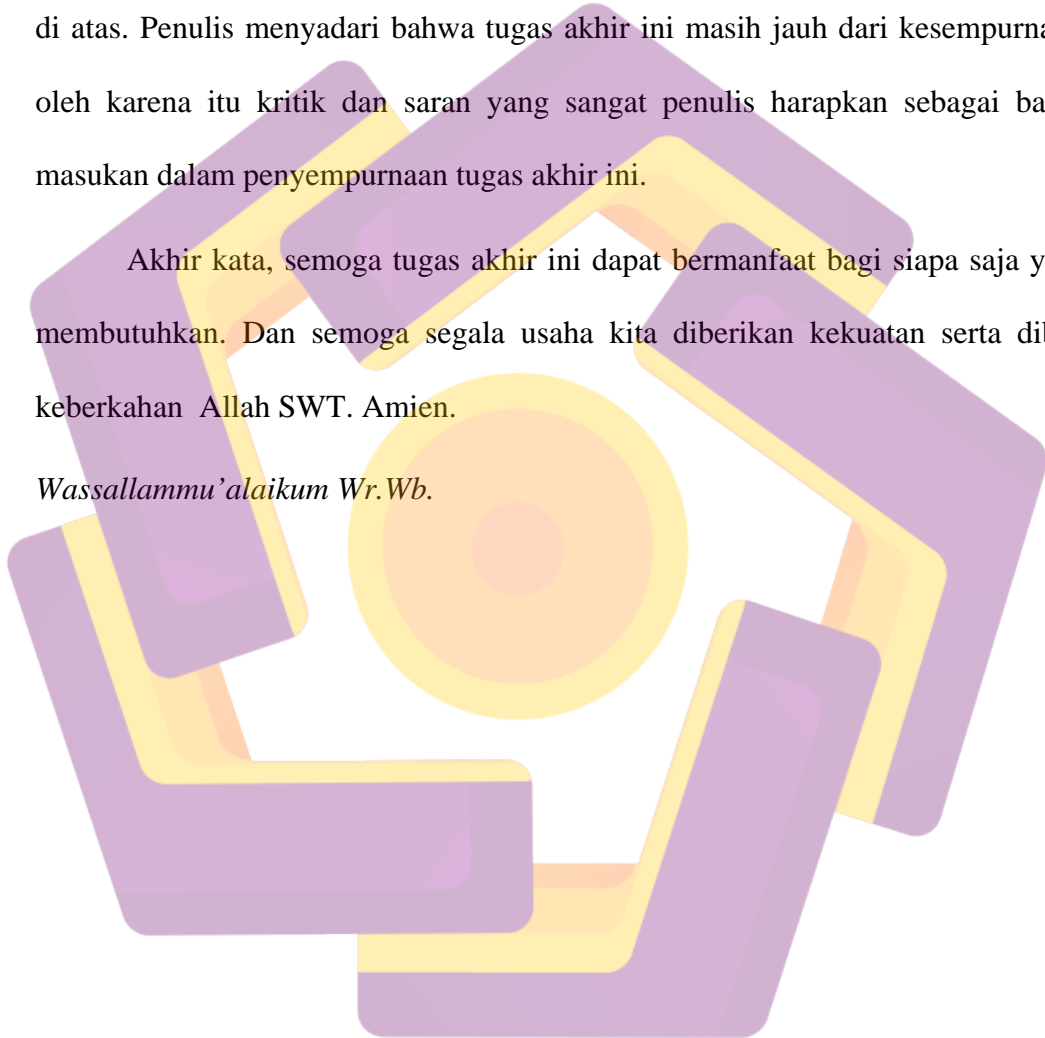 di atas. Penulis menyadari bahwa tugas akhir ini masih jauh dari kesempurna
oleh karena itu kritik dan saran yang sangat penulis harapkan sebagai ba
masukan dalam penyempurnaan tugas akhir ini.
Akhir kata, semoga tugas akhir ini dapat bermanfaat bagi siapa saja y
membutuhkan. Dan semoga segala usaha kita diberikan kekuatan serta dib
keberkahan Allah SWT. Amien.
Wassallammu’alaikum Wr.Wb.